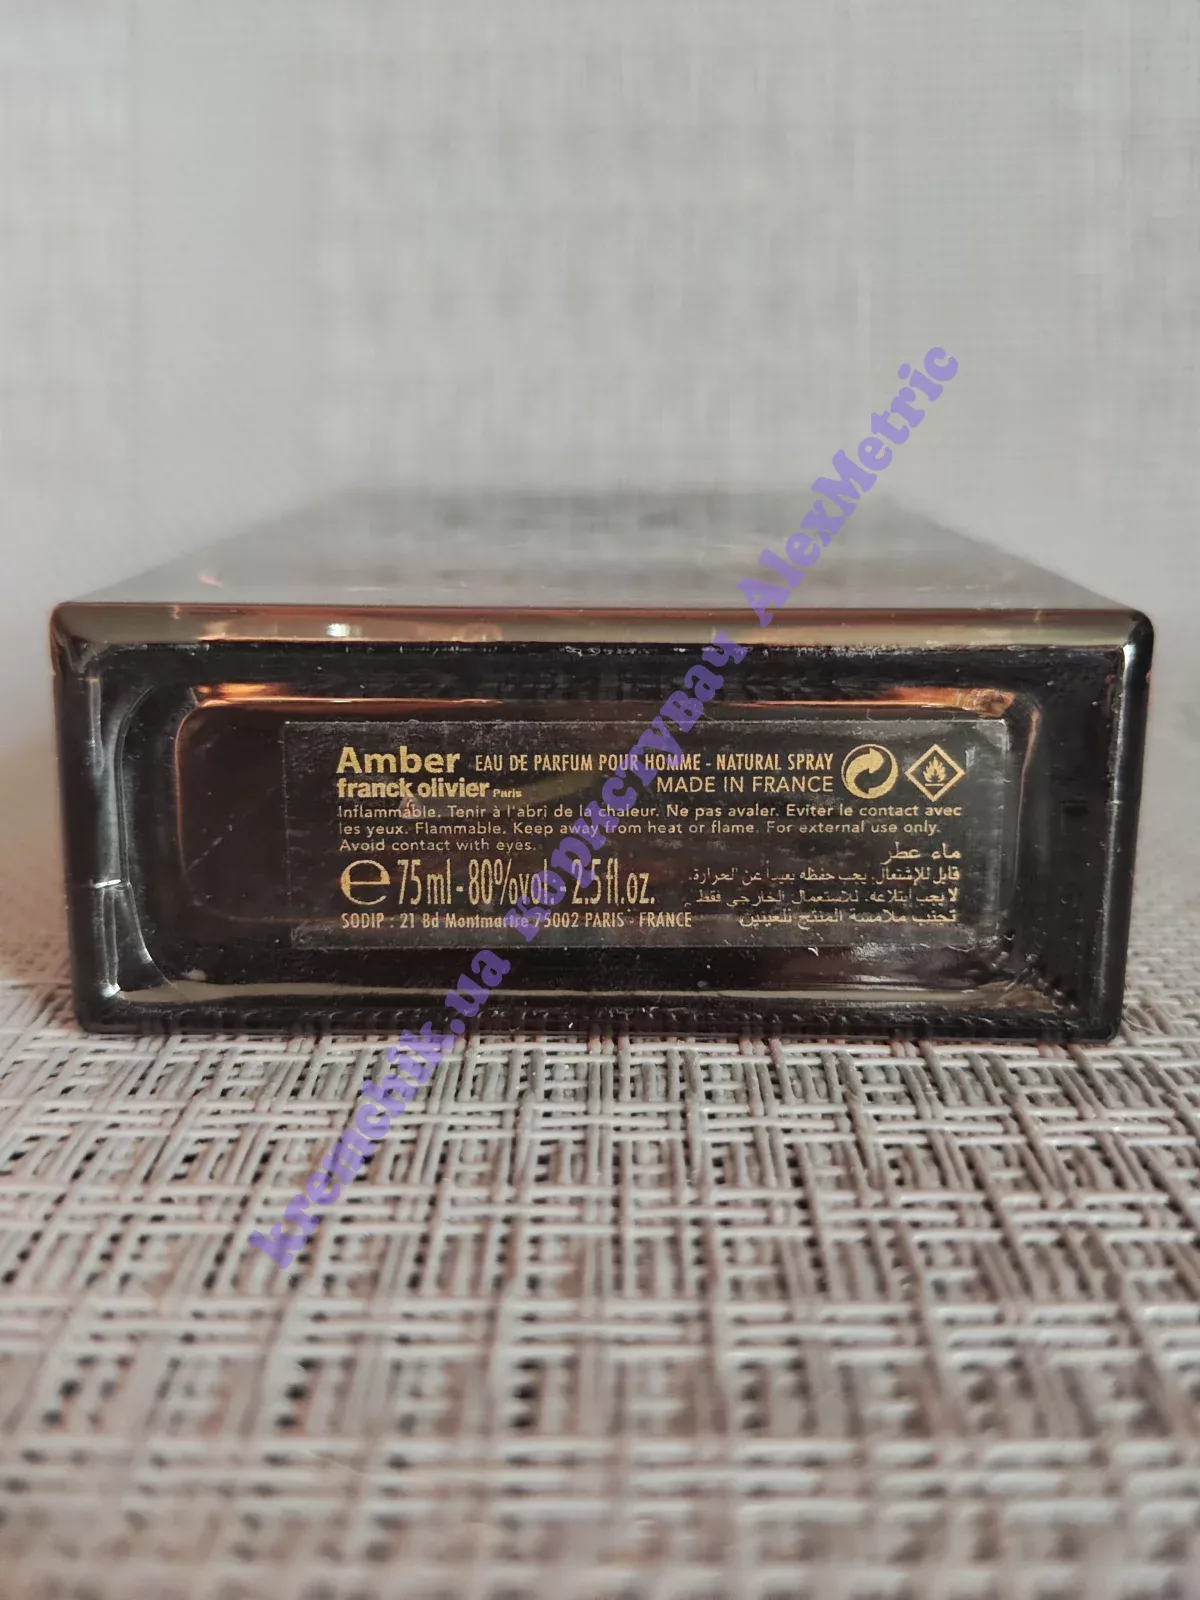 Amber EAU DE PARFUM POUR HOMME - NATURAL SPRAY
franck olivier Paris MADE IN FRANCE
Inflammable. Tenir à l'abri de la chaleur. Ne pas avaler. Eviter le contact avec
les yeux. Flammable. Keep away from heat or flame. For external use only.
Avoid contact with eyes.
ماء عطر
قابل للإشتعال. يجب حفظه بعيدا عن الحرارة.
لا يجب إبتلاعه. للاستعمال الخارجي فقط
تجنب ملامسة المنتج للعينين
e 75 ml - 80%vol. - 2.5 fl.oz.
SODIP : 21 Bd Montmartre 75002 PARIS - FRANCE
kremchik.ua Користувач AlexMetric